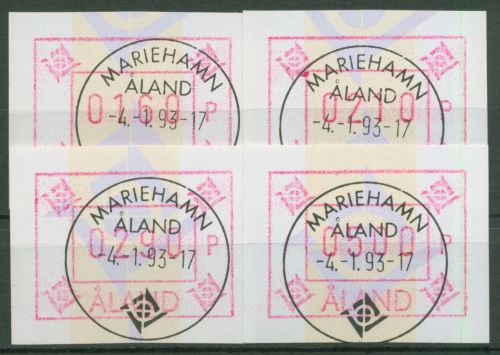 MARIEHAMN
ÅLAND
0160 P
-4.-1.93-17
MARIEHAMN
ÅLAND
0210 P
-4.-1.93-17
MARIEHAMN
ÅLAND
0290 P
-4.-1.93-17
ÅLAND
MARIEHAMN
ÅLAND
0300 P
-4.-1.93-17
ÅLAND